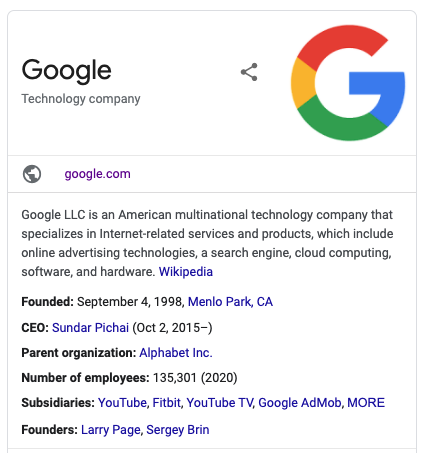 Google
Technology company
google.com
Google LLC is an American multinational technology company that
specializes in Internet-related services and products, which include
online advertising technologies, a search engine, cloud computing,
software, and hardware. Wikipedia
Founded: September 4, 1998, Menlo Park, CA
CEO: Sundar Pichai (Oct 2, 2015–)
Parent organization: Alphabet Inc.
Number of employees: 135,301 (2020)
Subsidiaries: YouTube, Fitbit, YouTube TV, Google AdMob, MORE
Founders: Larry Page, Sergey Brin